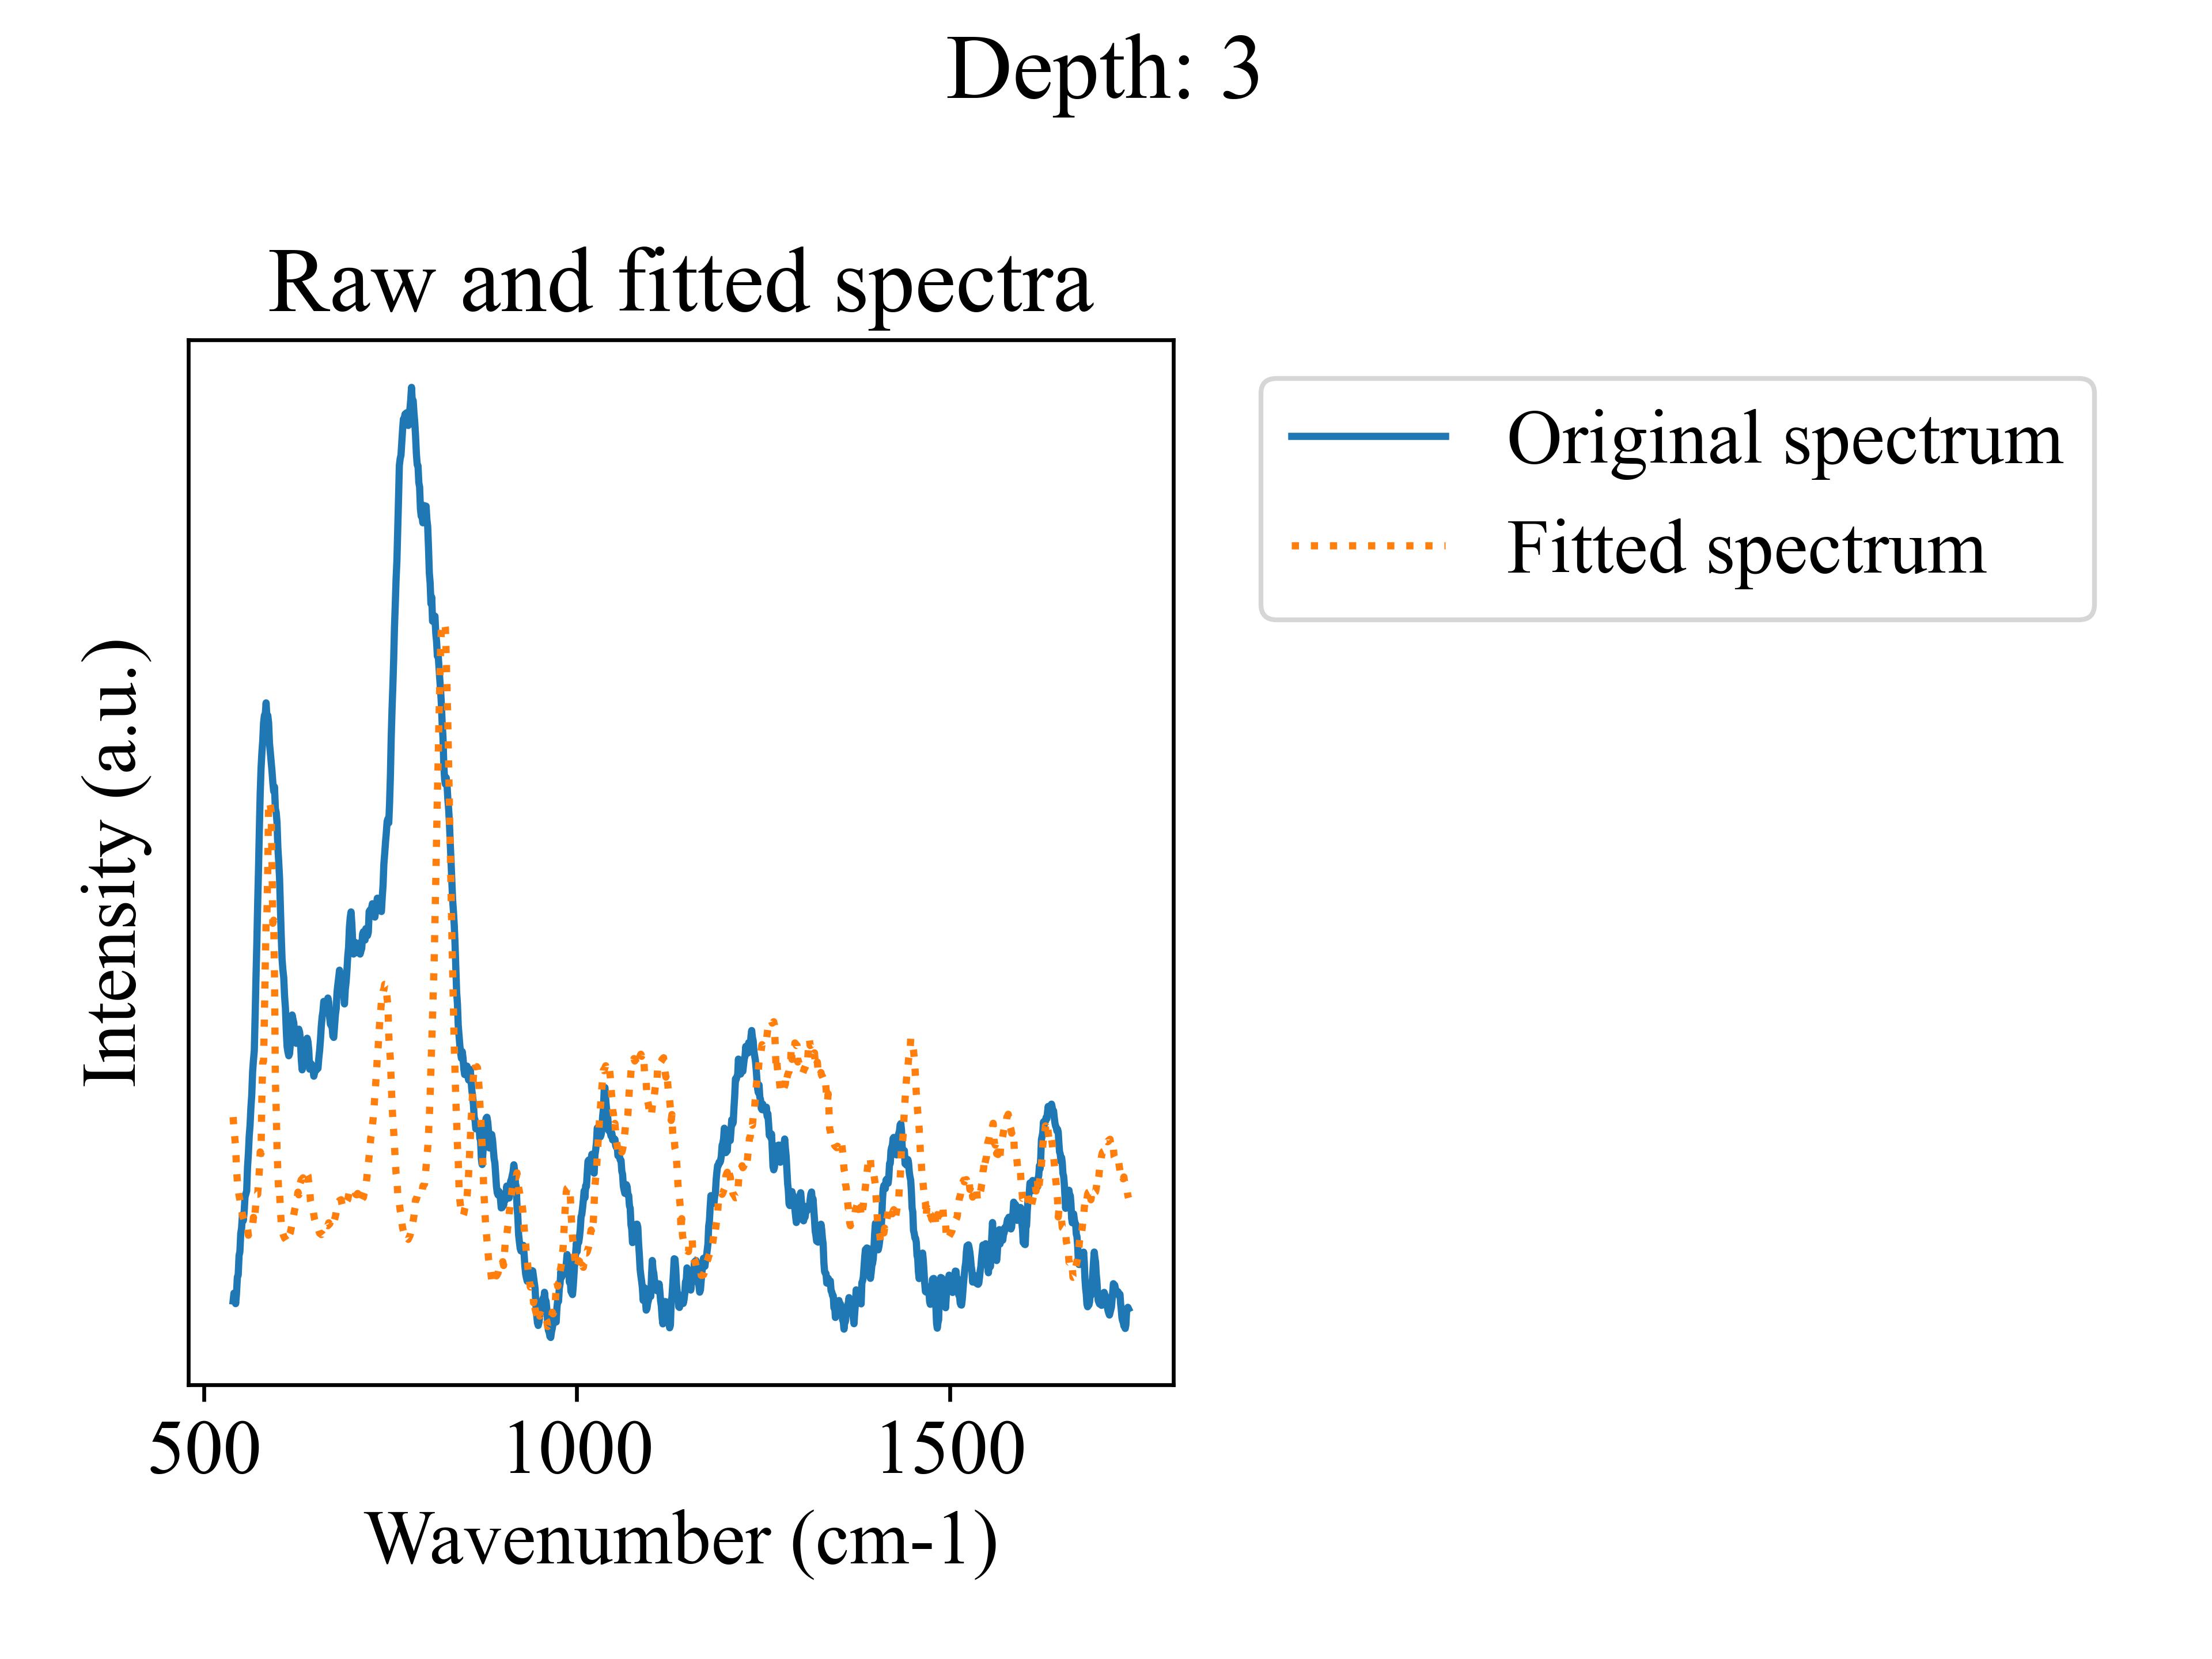 Depth: 3
Raw and fitted spectra
Original spectrum
Fitted spectrum
Intensity (a.u.)
500 1000 1500
Wavenumber (cm-1)